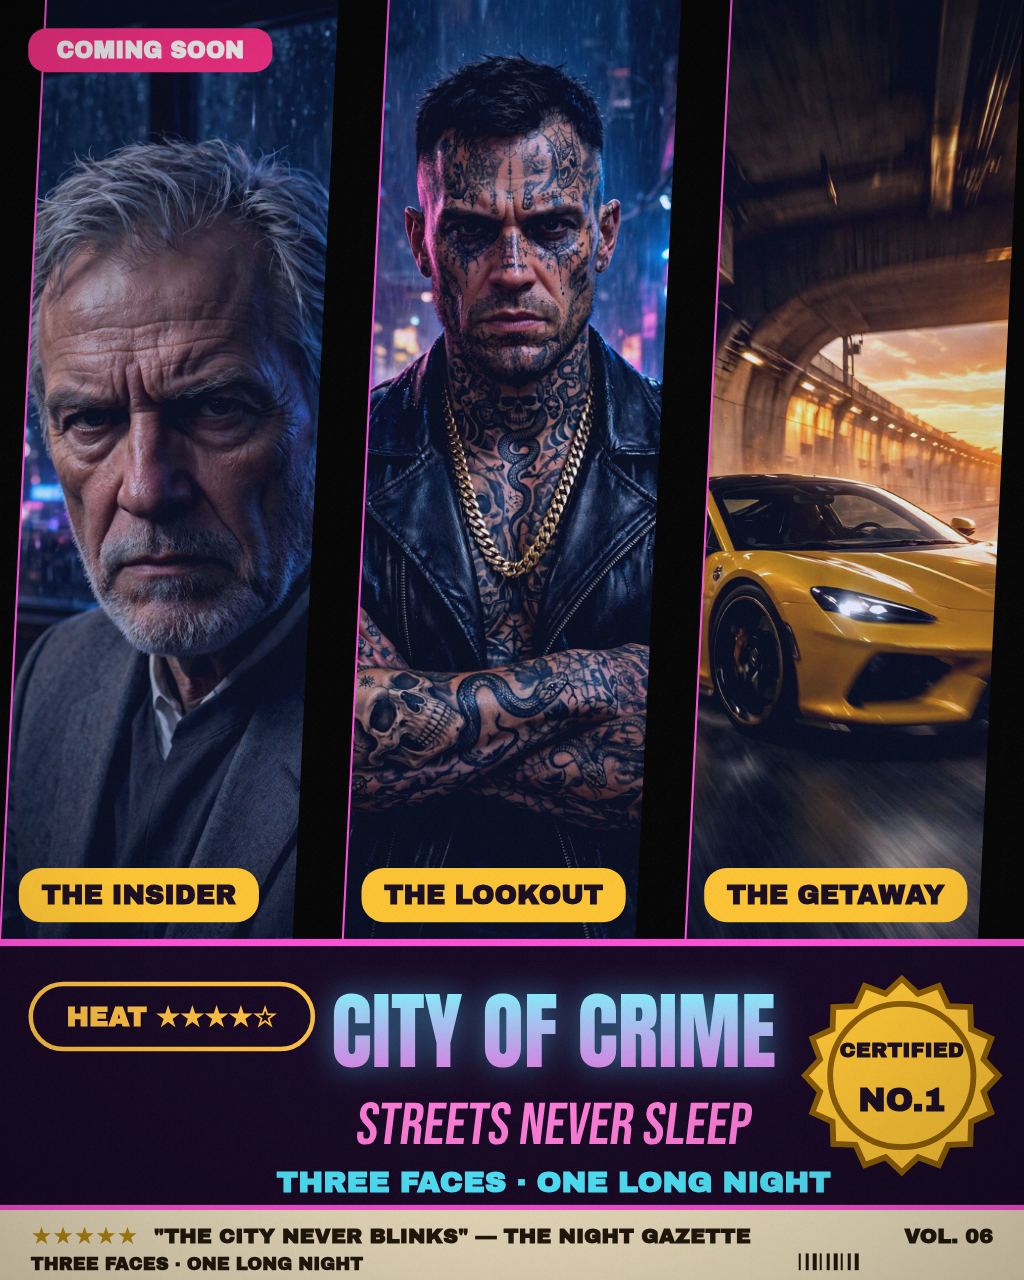 COMING SOON
THE INSIDER
THE LOOKOUT
THE GETAWAY
HEAT ★★★★☆
CITY OF CRIME
STREETS NEVER SLEEP
THREE FACES · ONE LONG NIGHT
CERTIFIED
NO.1
★★★★★ "THE CITY NEVER BLINKS" — THE NIGHT GAZETTE
THREE FACES · ONE LONG NIGHT
VOL. 06